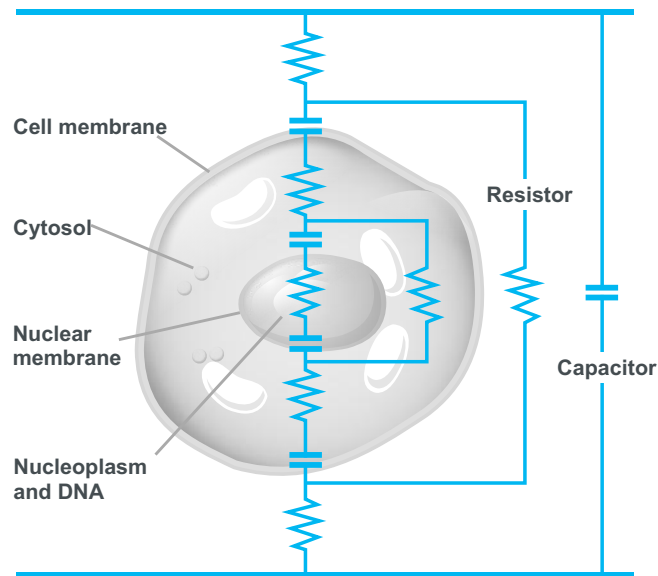 Cell membrane
Cytosol
Nuclear
membrane
Nucleoplasm
and DNA
Resistor
Capacitor